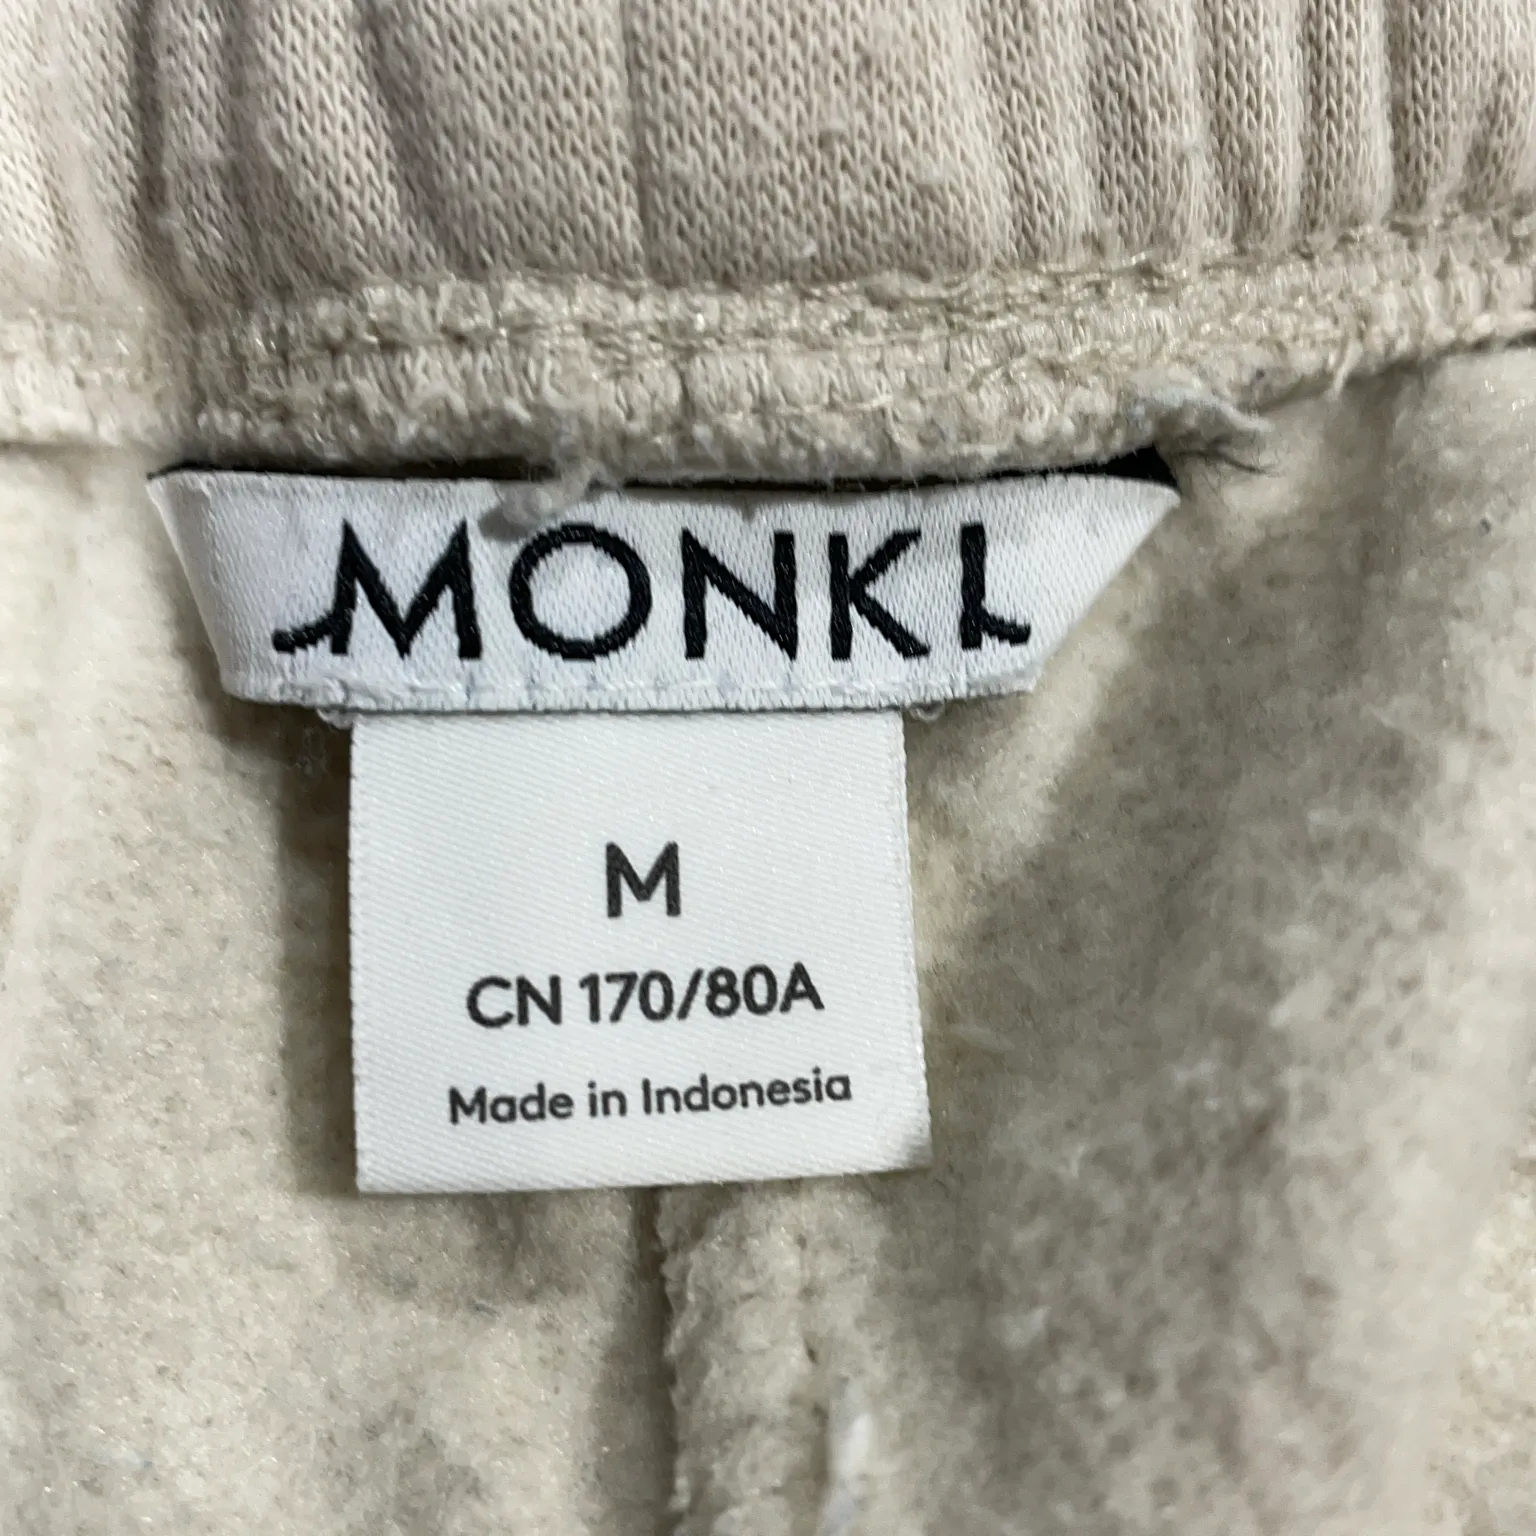 MONKI
M
CN 170/80A
Made in Indonesia